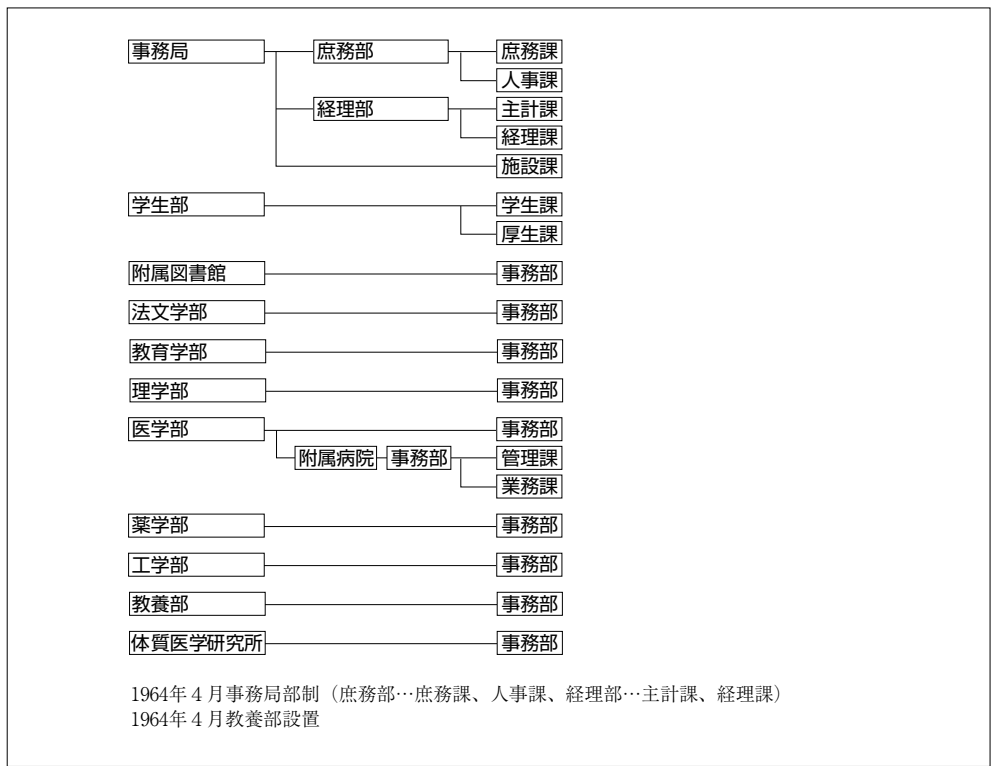 事務局 庶務部 庶務課
人事課
経理部 主計課
経理課
施設課
学生部 学生課
厚生課
附属図書館 事務部
法文学部 事務部
教育学部 事務部
理学部 事務部
医学部 事務部
附属病院 事務部 管理課
業務課
薬学部 事務部
工学部 事務部
教養部 事務部
体質医学研究所 事務部
1964年4月事務局部制（庶務部…庶務課、人事課、経理部…主計課、経理課）
1964年4月教養部設置